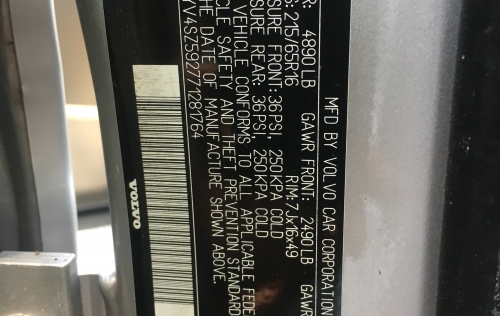 MFD BY VOLVO CAR CORPORATION
R: 4890LB GAWR FRONT: 2490LB GAWR
S: 215/65R16 RIM: 7Jx16x49
SURE FRONT: 36PSI, 250KPA COLD
SURE REAR: 36PSI, 250KPA COLD
VEHICLE CONFORMS TO ALL APPLICABLE FEDE
CLE SAFETY AND THEFT PREVENTION STANDARD
THE DATE OF MANUFACTURE SHOWN ABOVE.
YV4SZ592771281764
VOLVO